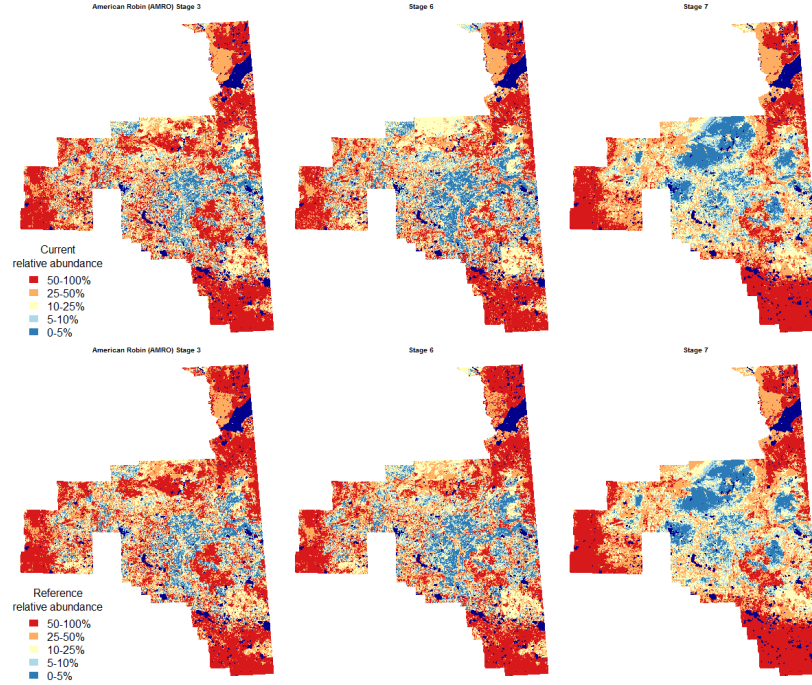 American Robin (AMRO) Stage 3
Stage 6
Stage 7
Current
relative abundance
50-100%
25-50%
10-25%
5-10%
0-5%
American Robin (AMRO) Stage 3
Stage 6
Stage 7
Reference
relative abundance
50-100%
25-50%
10-25%
5-10%
0-5%